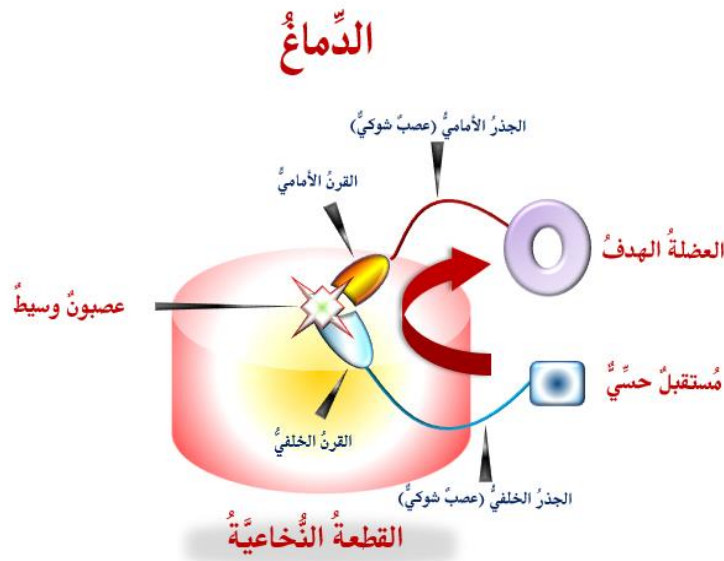 الدِّماغُ
الجذرُ الأماميُّ (عصبٌ شوكيٌّ)
القرنُ الأماميُّ
العضلةُ الهدفُ
عصبونٌ وسيطٌ
مُستقبلٌ حسِّيٌّ
القرنُ الخلفيُّ
الجذرُ الخلفيُّ (عصبٌ شوكيٌّ)
القطعةُ النُّخاعيَّةُ